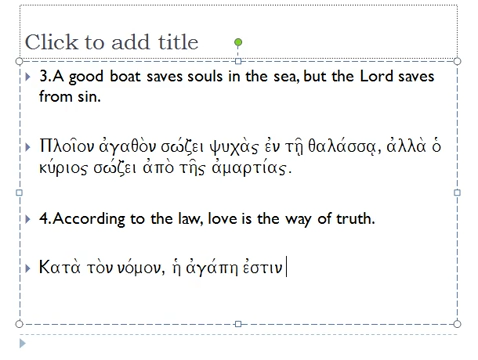 Click to add title
3.A good boat saves souls in the sea, but the Lord saves
from sin.
Πλοῖον ἀγαθὸν σώζει ψυχὰς ἐν τῇ θαλάσσᾳ, ἀλλὰ ὁ
κύριος σώζει ἀπὸ τῆς ἁμαρτίας.
4.According to the law, love is the way of truth.
Κατὰ τὸν νόμον, ἡ ἀγάπη ἐστιν